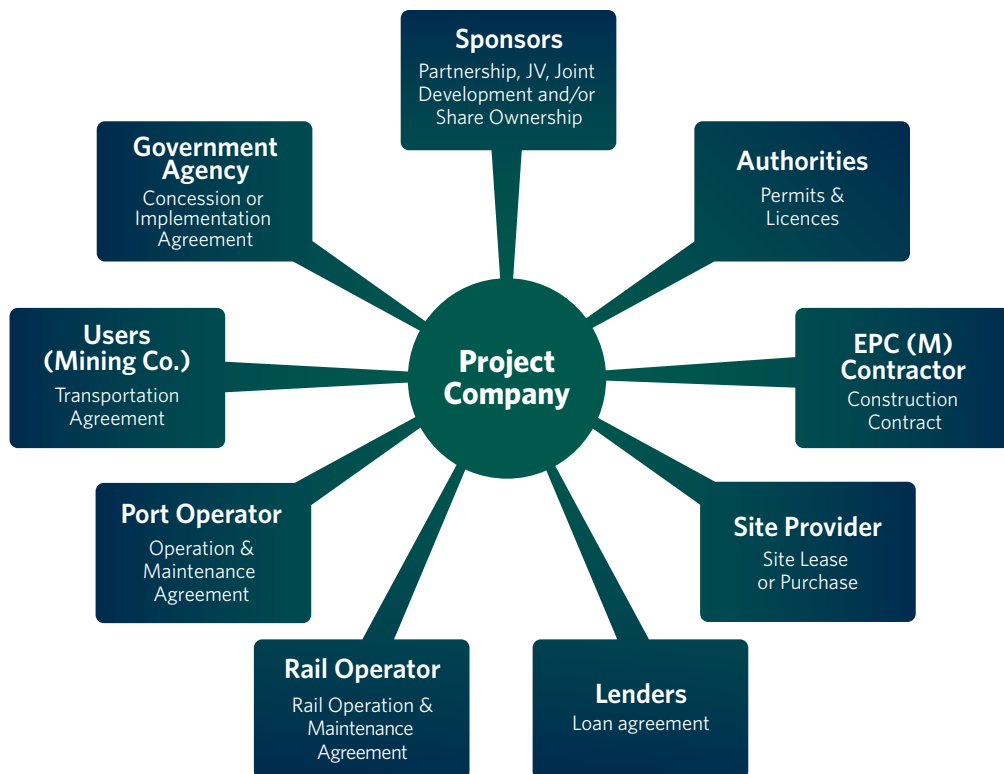 Sponsors
Partnership, JV, Joint
Development and/or
Share Ownership
Government
Agency
Concession or
Implementation
Agreement
Authorities
Permits &
Licences
Users
(Mining Co.)
Transportation
Agreement
Project
Company
EPC (M)
Contractor
Construction
Contract
Port Operator
Operation &
Maintenance
Agreement
Site Provider
Site Lease
or Purchase
Rail Operator
Rail Operation &
Maintenance
Agreement
Lenders
Loan agreement